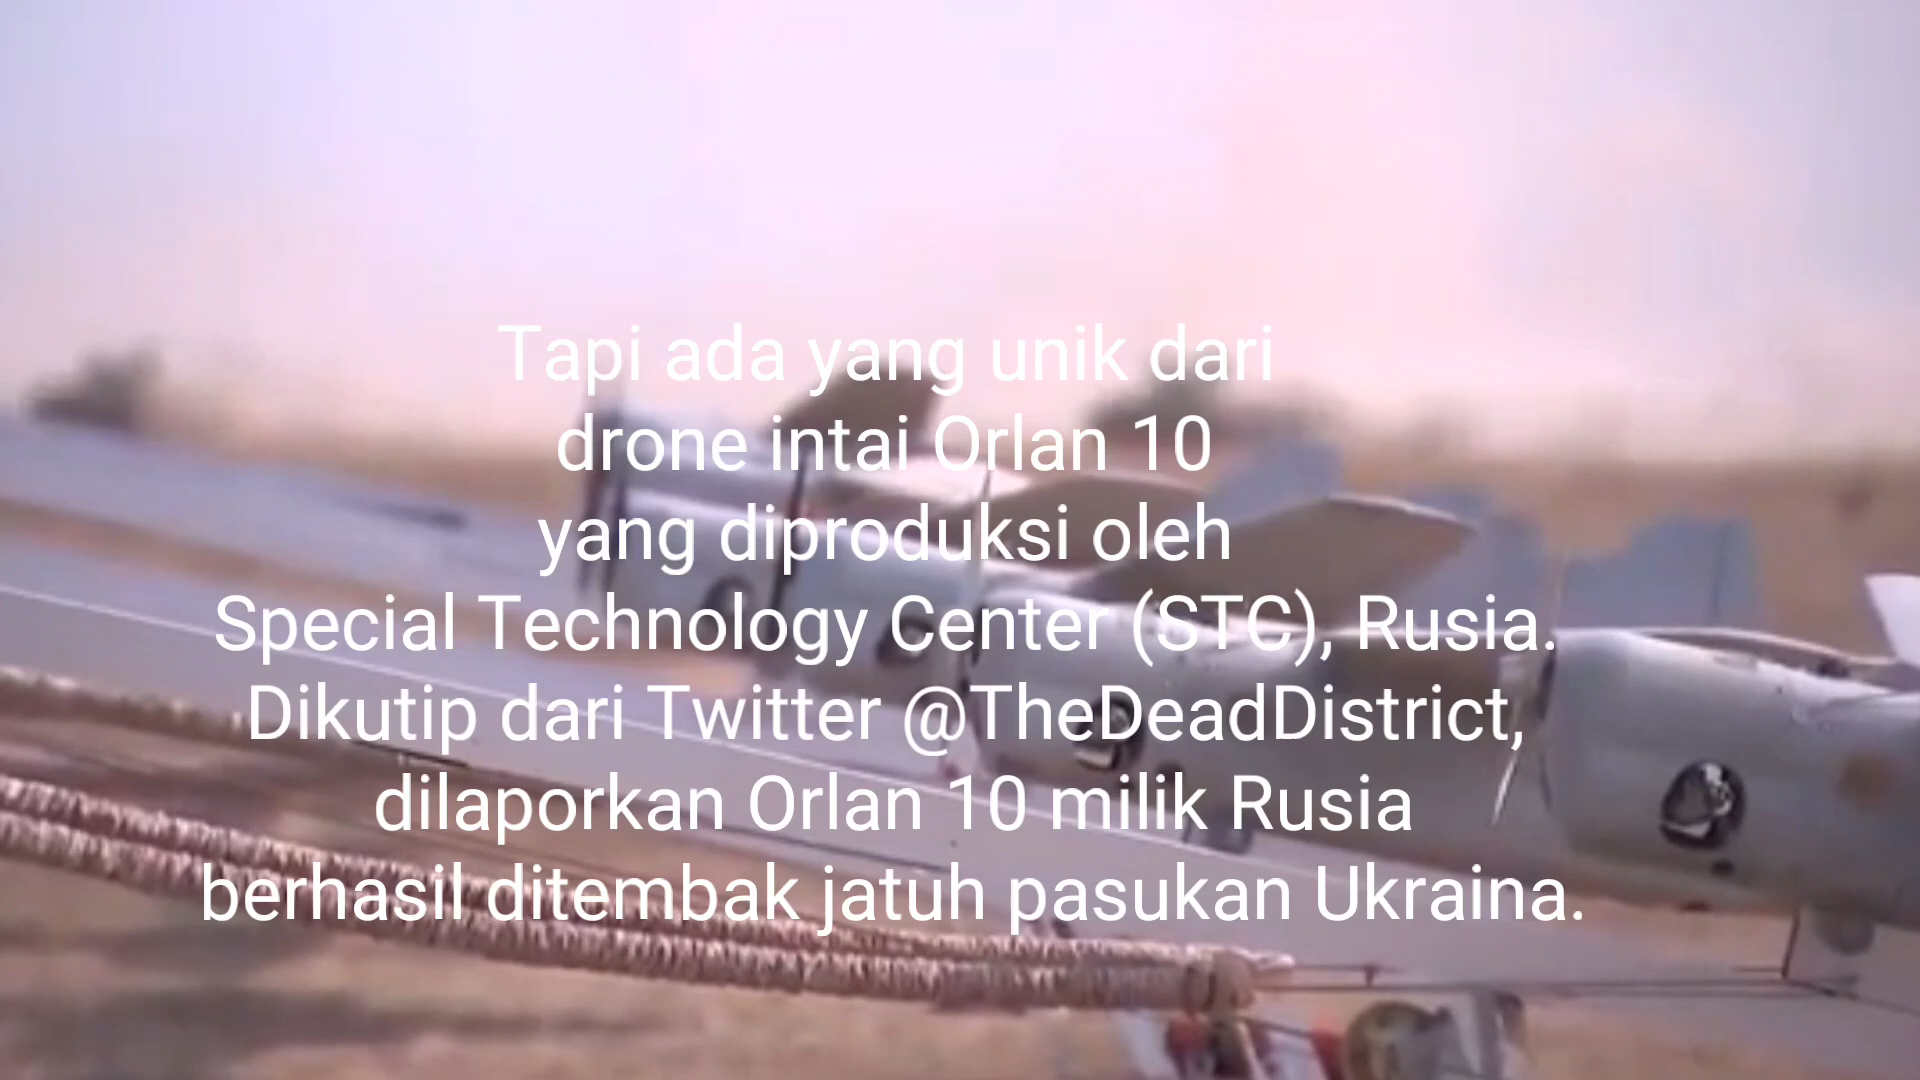 Tapi ada yang unik dari
drone intai Orlan 10
yang diproduksi oleh
Special Technology Center (STC), Rusia.
Dikutip dari Twitter @TheDeadDistrict,
dilaporkan Orlan 10 milik Rusia
berhasil ditembak jatuh pasukan Ukraina.